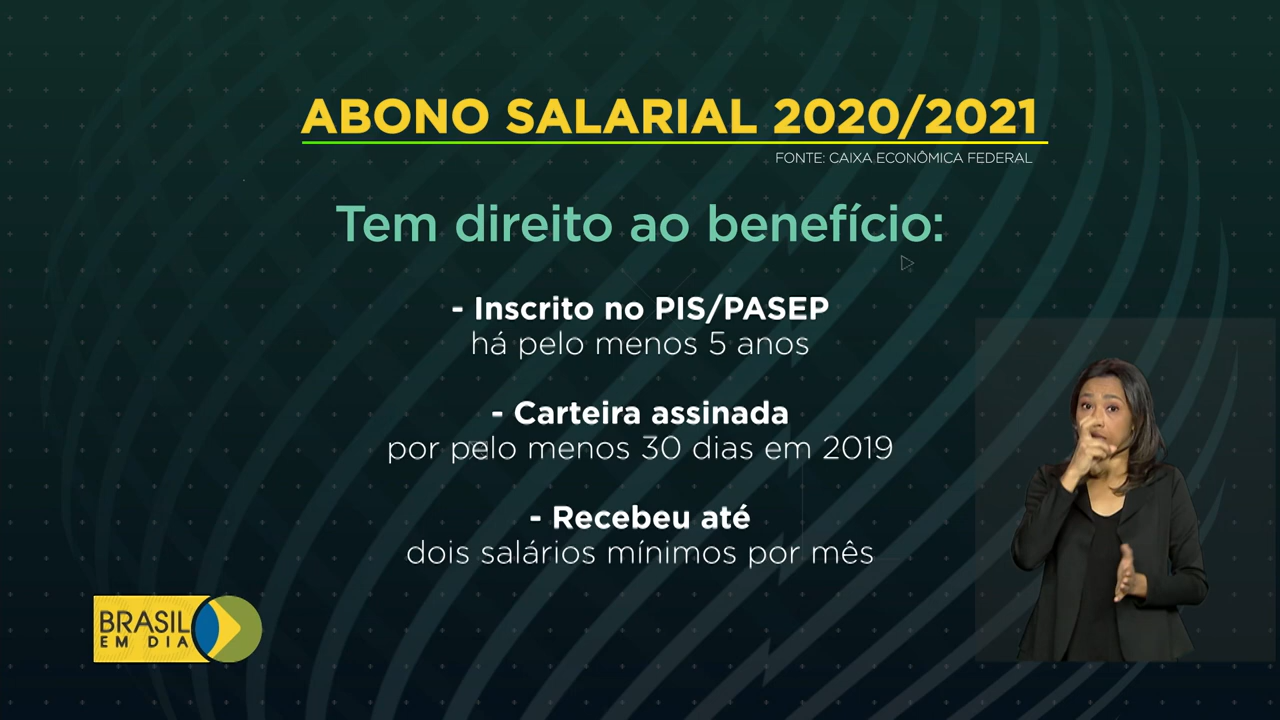 ABONO SALARIAL 2020/2021
FONTE: CAIXA ECONÔMICA FEDERAL
Tem direito ao benefício:
- Inscrito no PIS/PASEP
há pelo menos 5 anos
- Carteira assinada
por pelo menos 30 dias em 2019
- Recebeu até
dois salários mínimos por mês
BRASIL
EM DIA